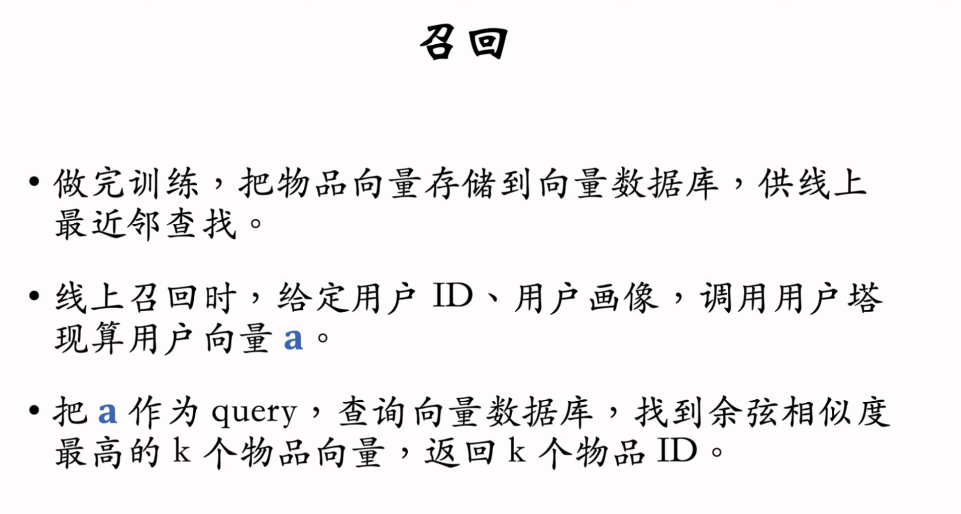 召回
• 做完训练，把物品向量存储到向量数据库，供线上
最近邻查找。
• 线上召回时，给定用户 ID、用户画像，调用用户塔
现算用户向量 a。
• 把 a 作为 query，查询向量数据库，找到余弦相似度
最高的 k 个物品向量，返回 k 个物品 ID。